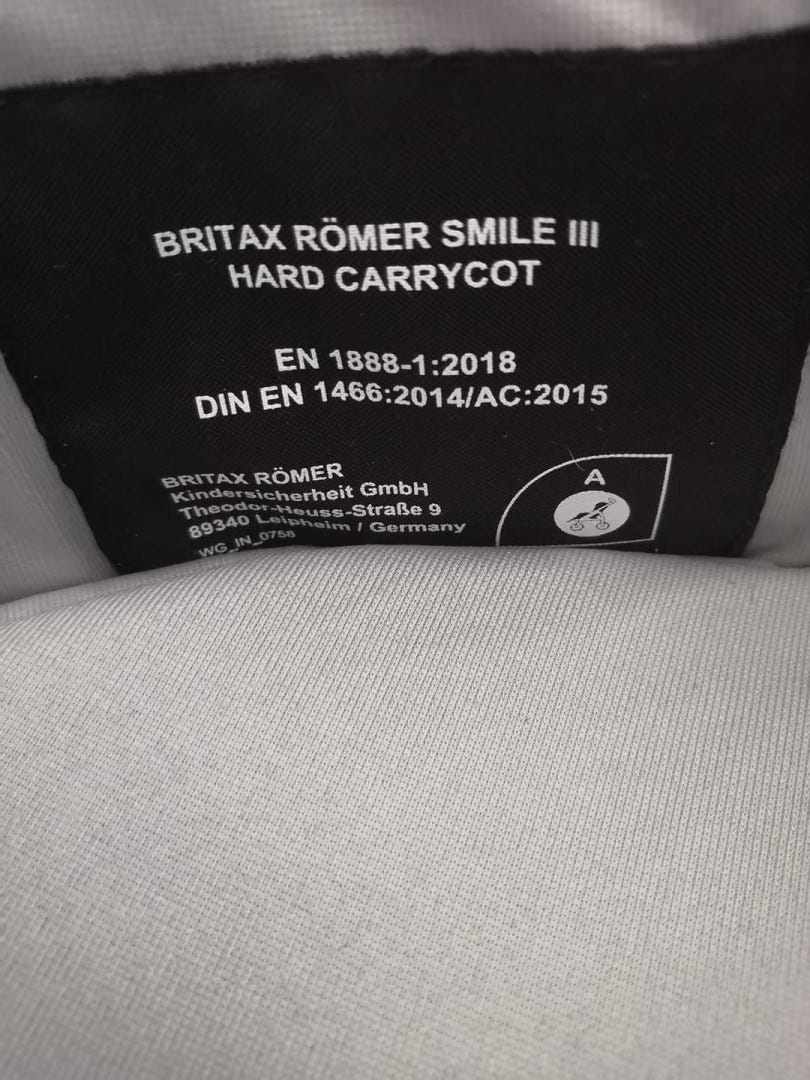 BRITAX RÖMER SMILE III
HARD CARRYCOT
EN 1888-1:2018
DIN EN 1466:2014/AC:2015
BRITAX RÖMER
Kindersicherheit GmbH
Theodor-Heuss-Straße 9
89340 Leipheim / Germany
WG_IN_0758
A